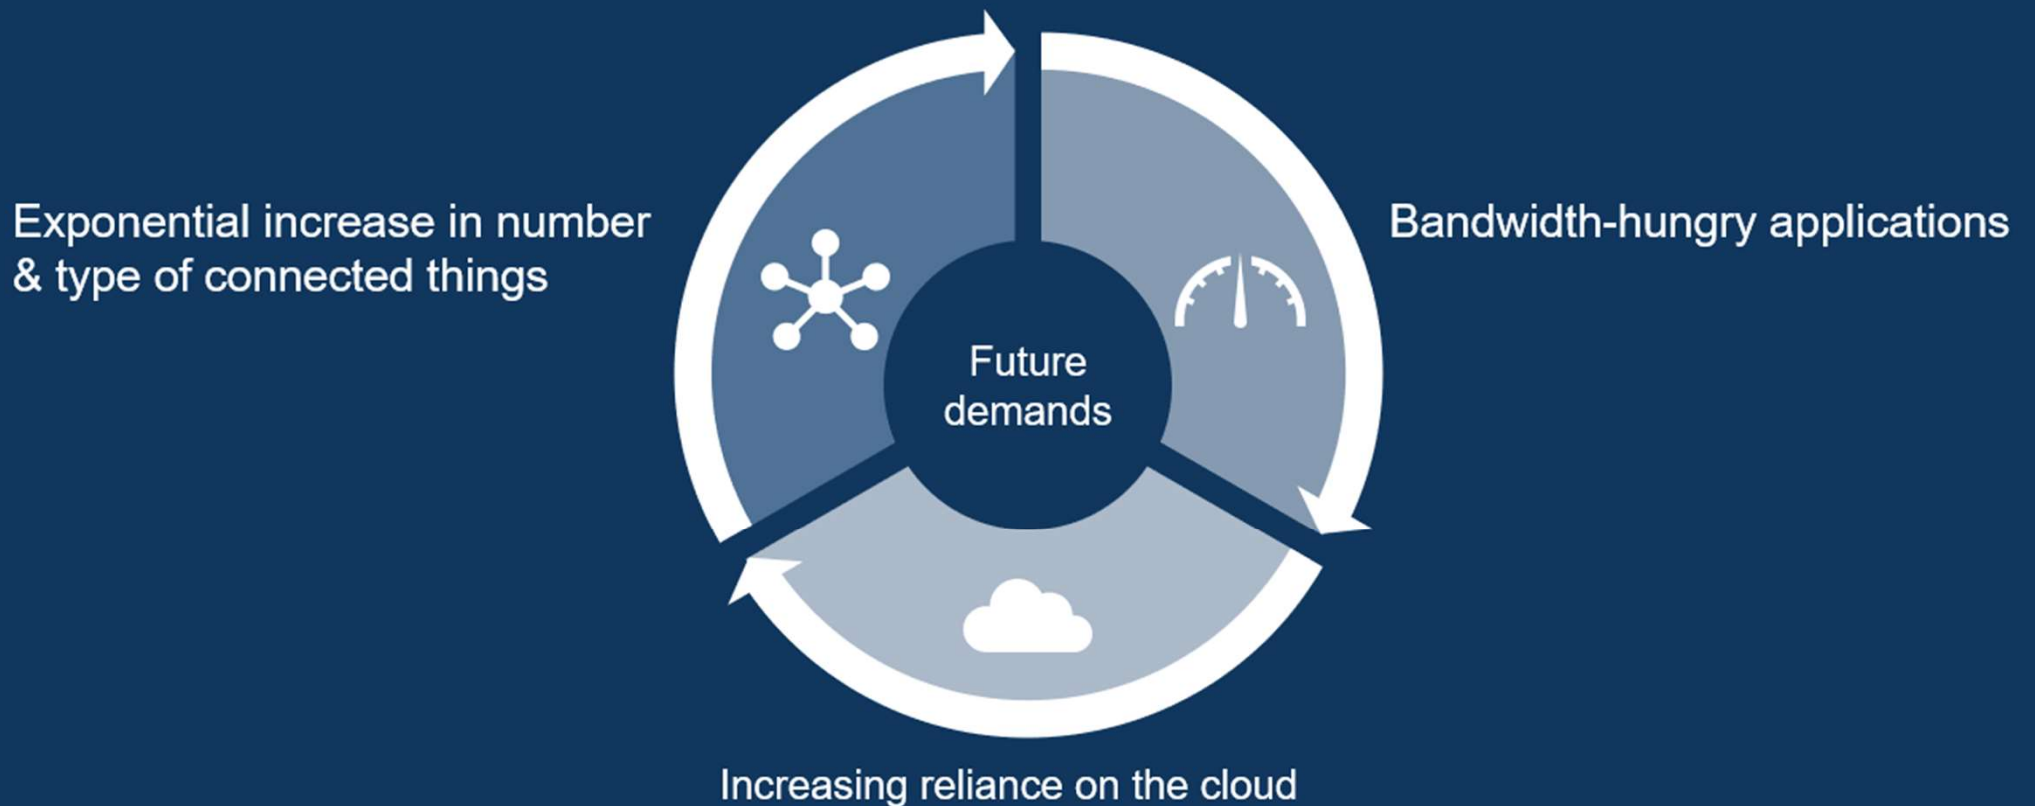 Exponential increase in number
& type of connected things
Bandwidth-hungry applications
Future
demands
Increasing reliance on the cloud